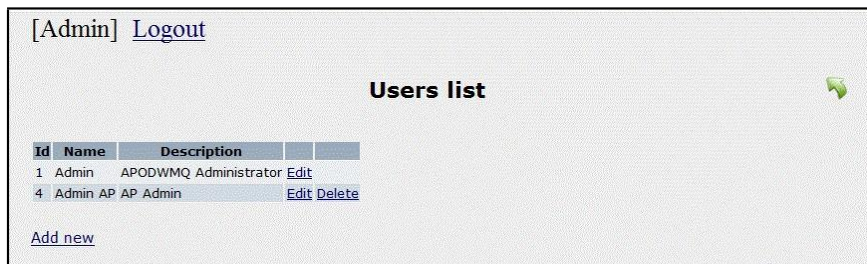 [Admin] Logout
Users list
Id Name Description
1 Admin APODWMQ Administrator Edit
4 Admin AP AP Admin Edit Delete
Add new